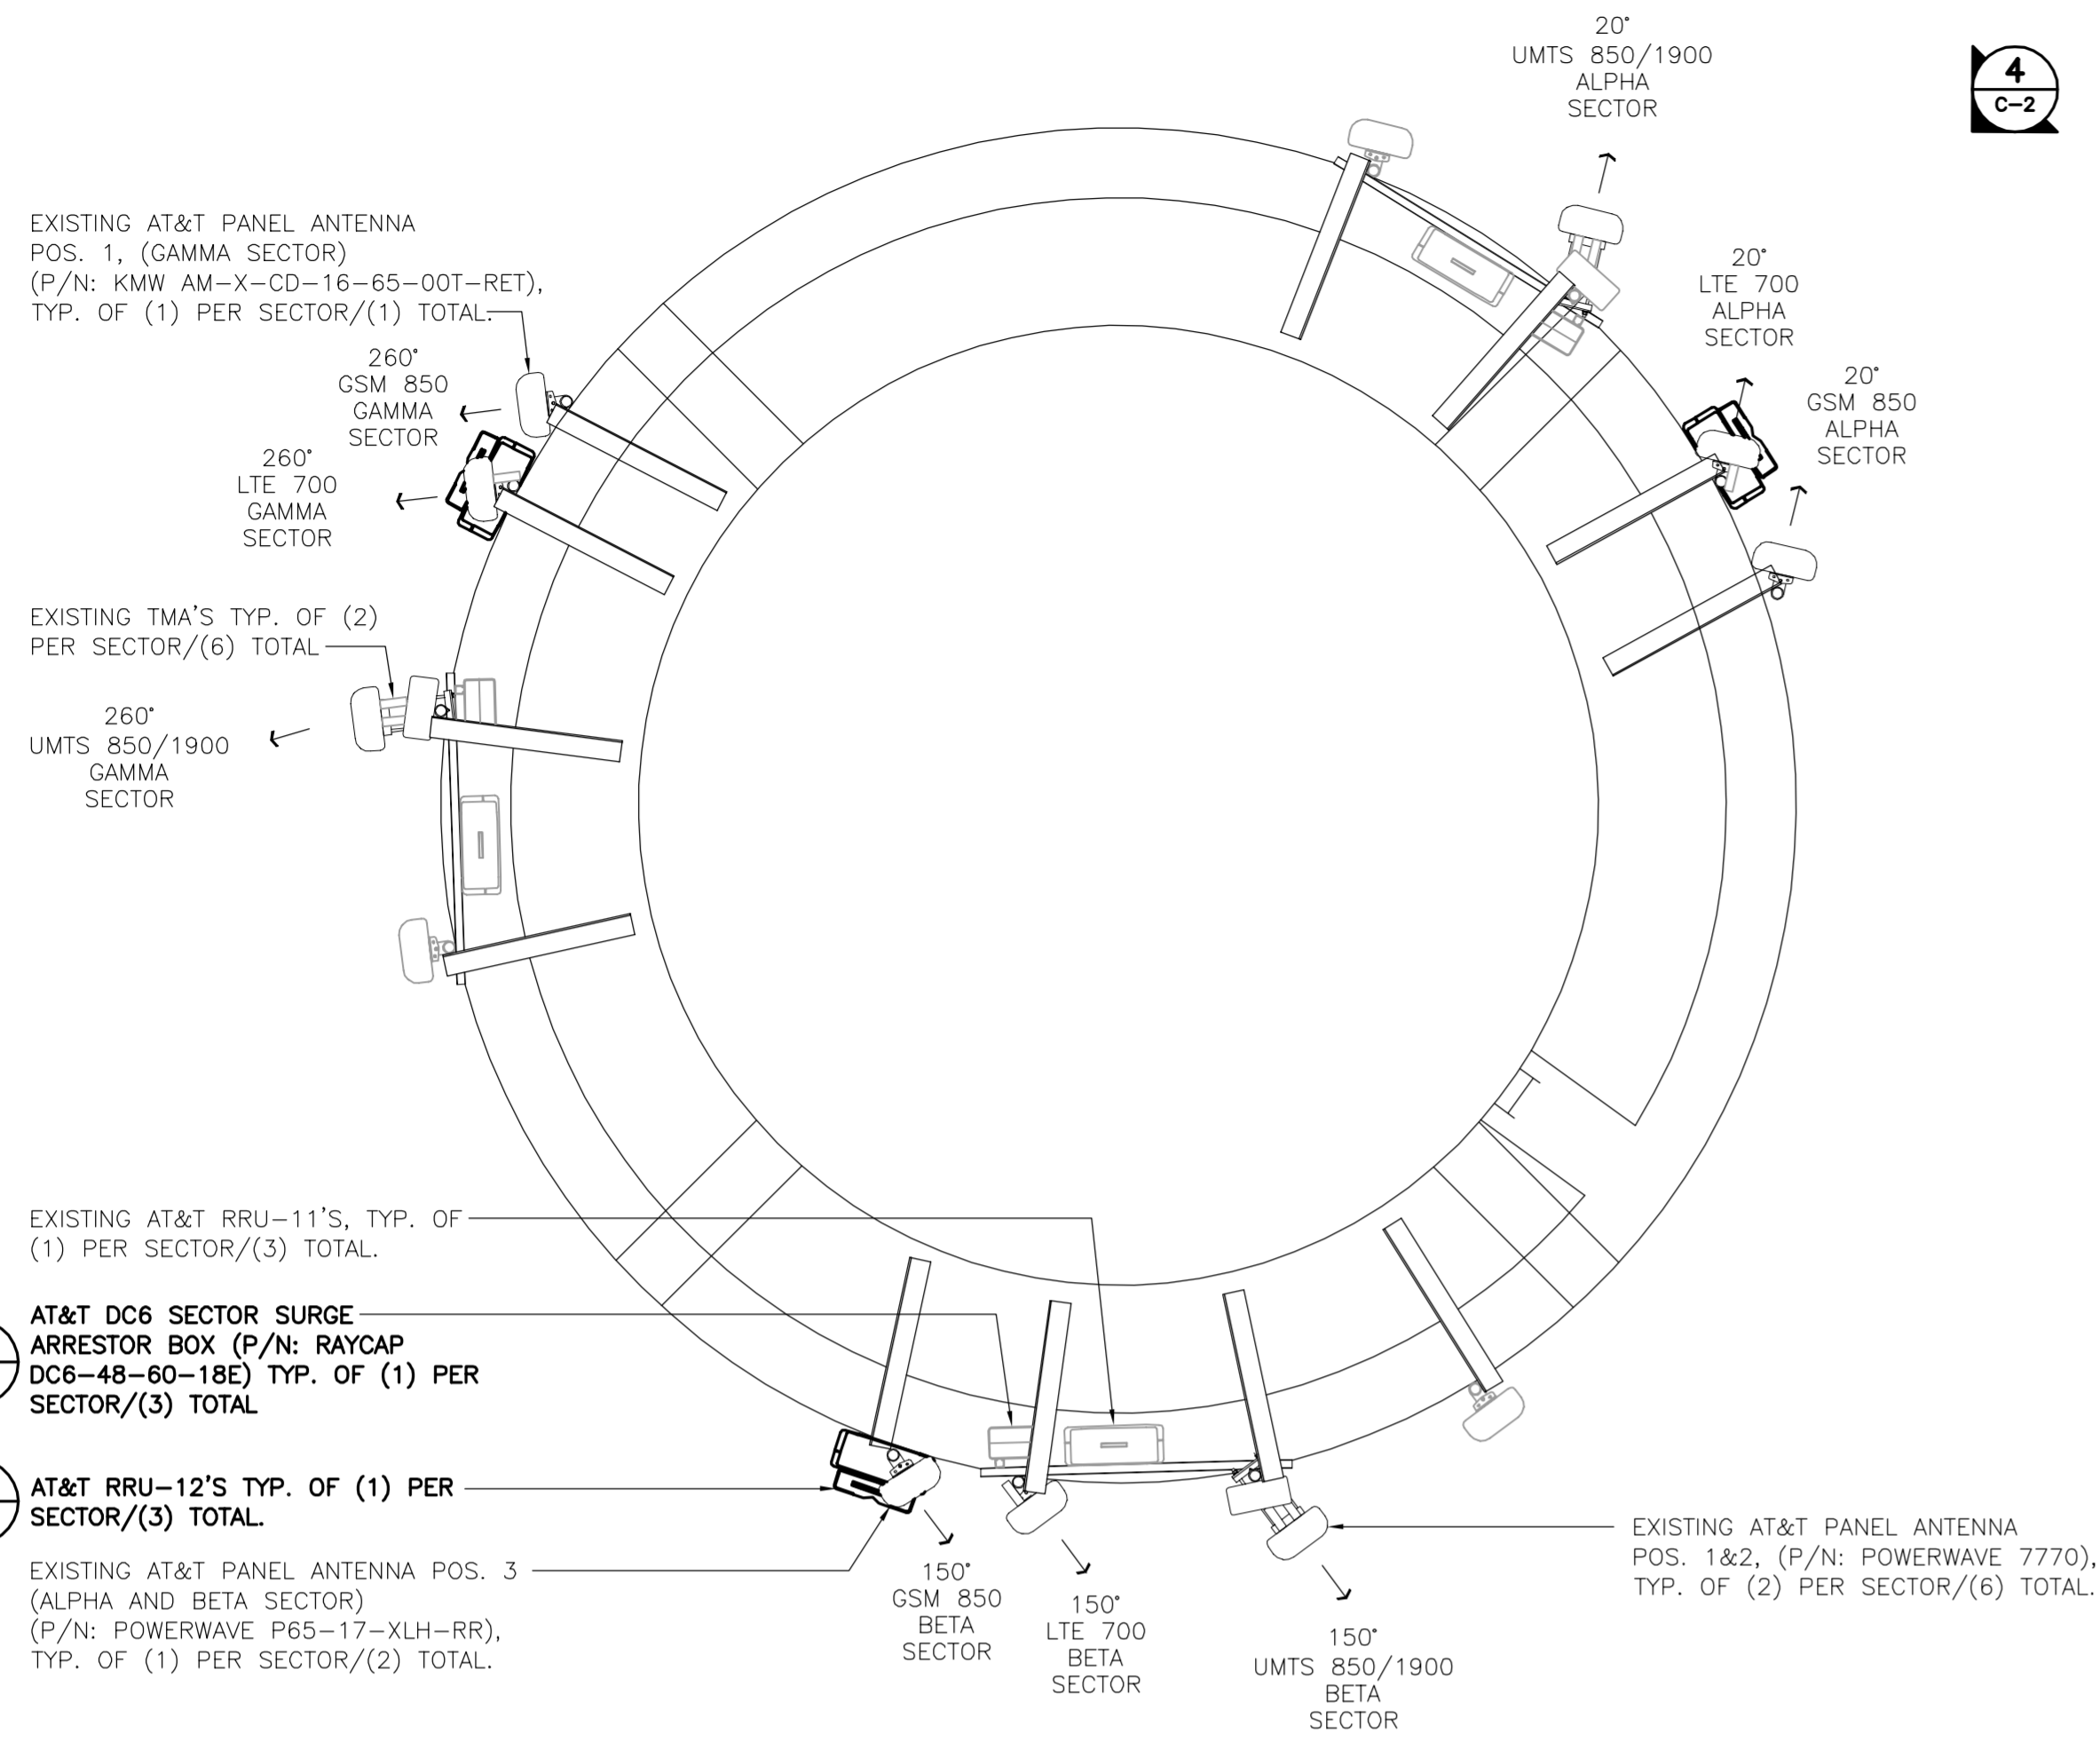 20°
UMTS 850/1900
ALPHA
SECTOR
4
C-2
EXISTING AT&T PANEL ANTENNA
POS. 1, (GAMMA SECTOR)
(P/N: KMW AM-X-CD-16-65-00T-RET),
TYP. OF (1) PER SECTOR/(1) TOTAL.
20°
LTE 700
ALPHA
SECTOR
260°
GSM 850
GAMMA
SECTOR
20°
GSM 850
ALPHA
SECTOR
260°
LTE 700
GAMMA
SECTOR
EXISTING TMA'S TYP. OF (2)
PER SECTOR/(6) TOTAL
260°
UMTS 850/1900
GAMMA
SECTOR
EXISTING AT&T RRU-11'S, TYP. OF
(1) PER SECTOR/(3) TOTAL.
AT&T DC6 SECTOR SURGE
ARRESTOR BOX (P/N: RAYCAP
DC6-48-60-18E) TYP. OF (1) PER
SECTOR/(3) TOTAL
AT&T RRU-12'S TYP. OF (1) PER
SECTOR/(3) TOTAL.
EXISTING AT&T PANEL ANTENNA POS. 3
(ALPHA AND BETA SECTOR)
(P/N: POWERWAVE P65-17-XLH-RR),
TYP. OF (1) PER SECTOR/(2) TOTAL.
150°
GSM 850
BETA
SECTOR
150°
LTE 700
BETA
SECTOR
150°
UMTS 850/1900
BETA
SECTOR
EXISTING AT&T PANEL ANTENNA
POS. 1&2, (P/N: POWERWAVE 7770),
TYP. OF (2) PER SECTOR/(6) TOTAL.